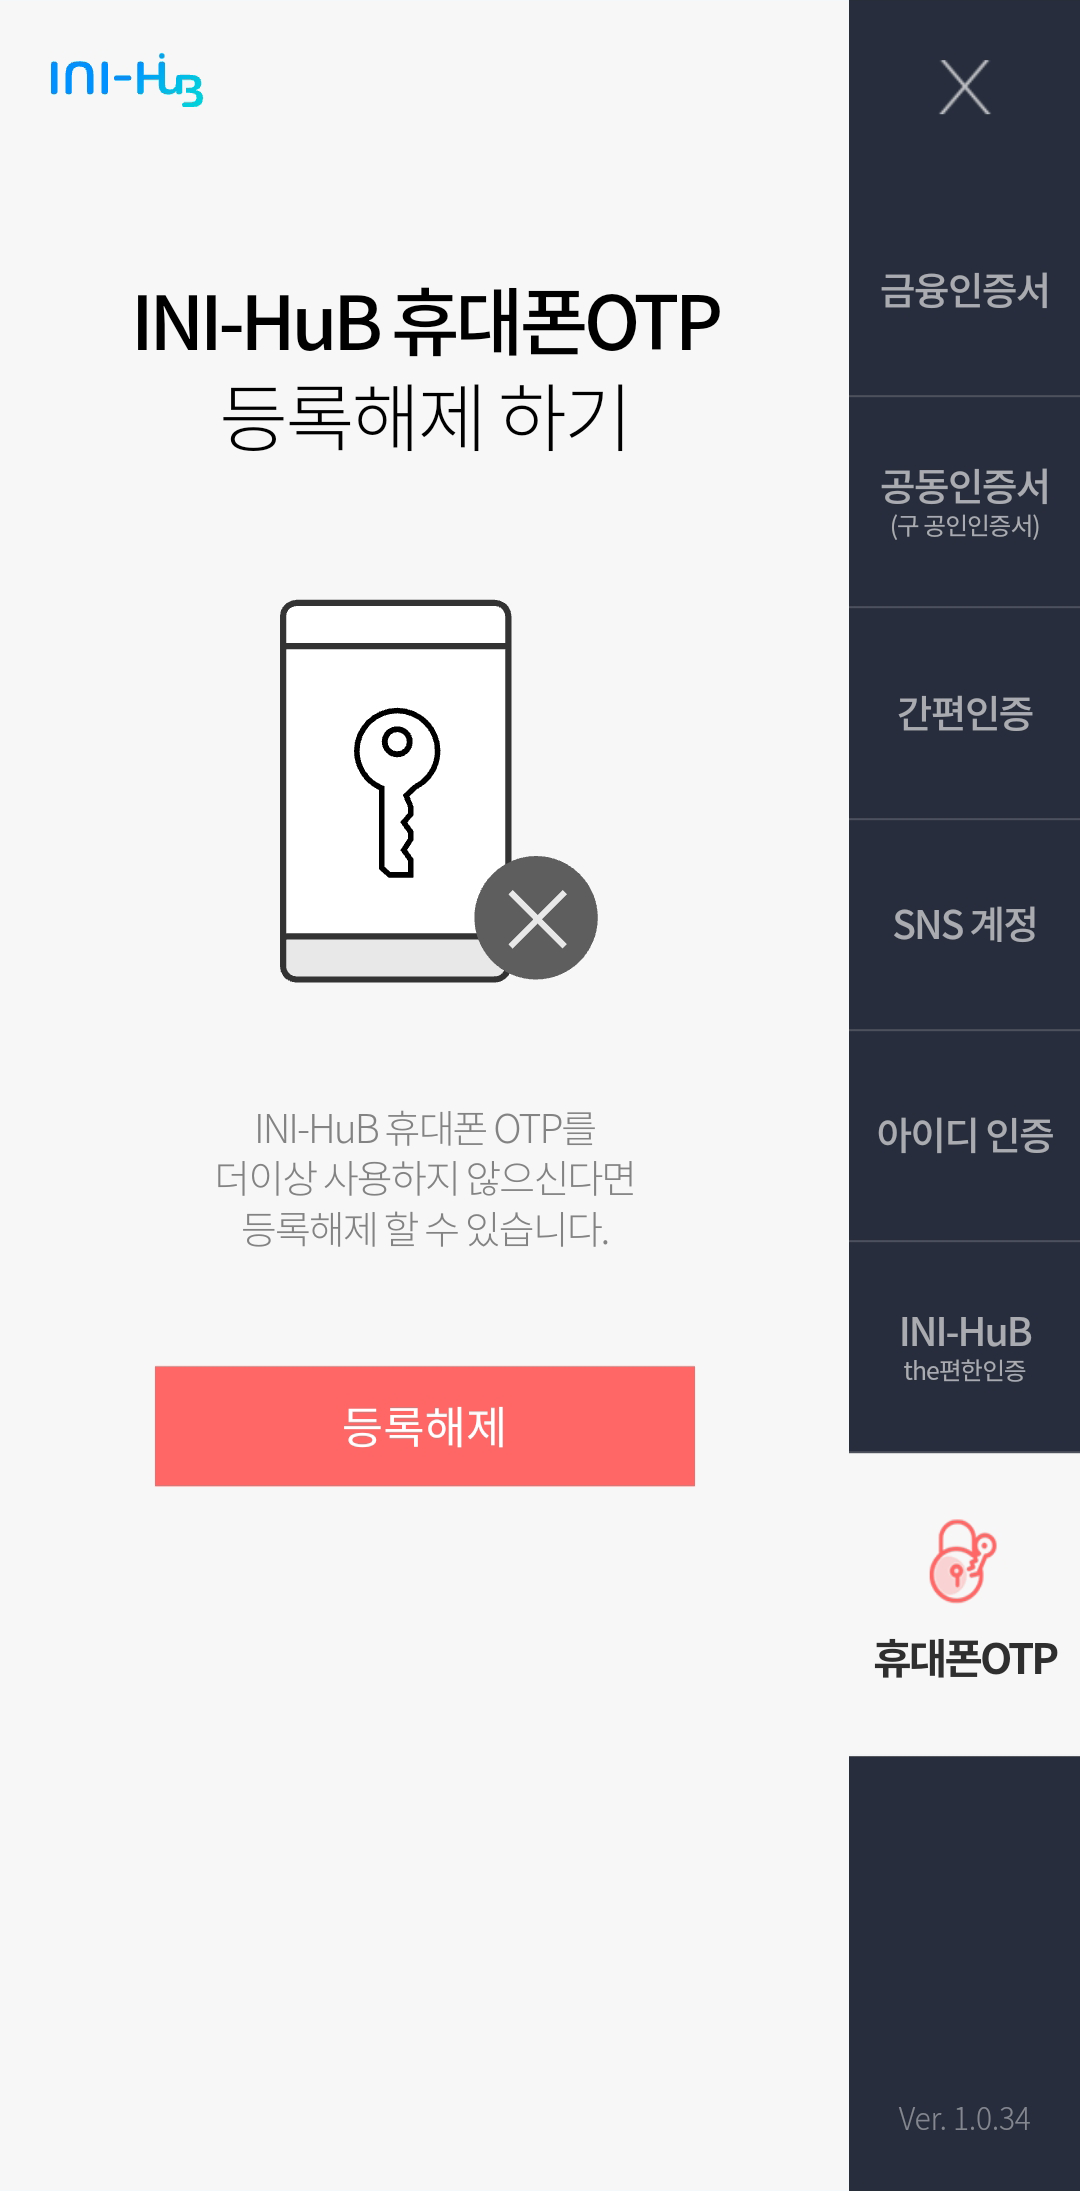 INI-HuB
INI-HuB 휴대폰OTP
등록해제 하기
INI-HuB 휴대폰 OTP를
더이상 사용하지 않으신다면
등록해제 할 수 있습니다.
등록해제
금융인증서
공동인증서
(구 공인인증서)
간편인증
SNS 계정
아이디 인증
INI-HuB
the편한인증
휴대폰OTP
Ver. 1.0.34